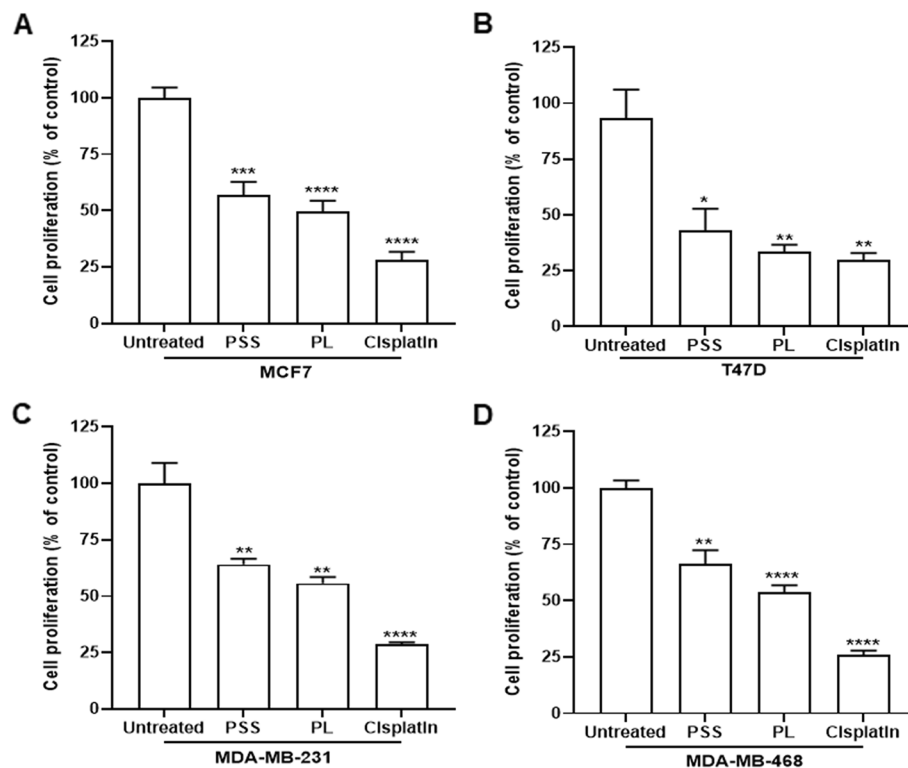 A
Cell proliferation (% of control)
125
100
75
50
25
0
***
****
****
Untreated PSS PL Cisplatin
MCF7
B
Cell proliferation (% of control)
125
100
75
50
25
0
*
**
**
Untreated PSS PL Cisplatin
T47D
C
Cell proliferation (% of control)
125
100
75
50
25
0
**
**
****
Untreated PSS PL Cisplatin
MDA-MB-231
D
Cell proliferation (% of control)
125
100
75
50
25
0
**
****
****
Untreated PSS PL Cisplatin
MDA-MB-468